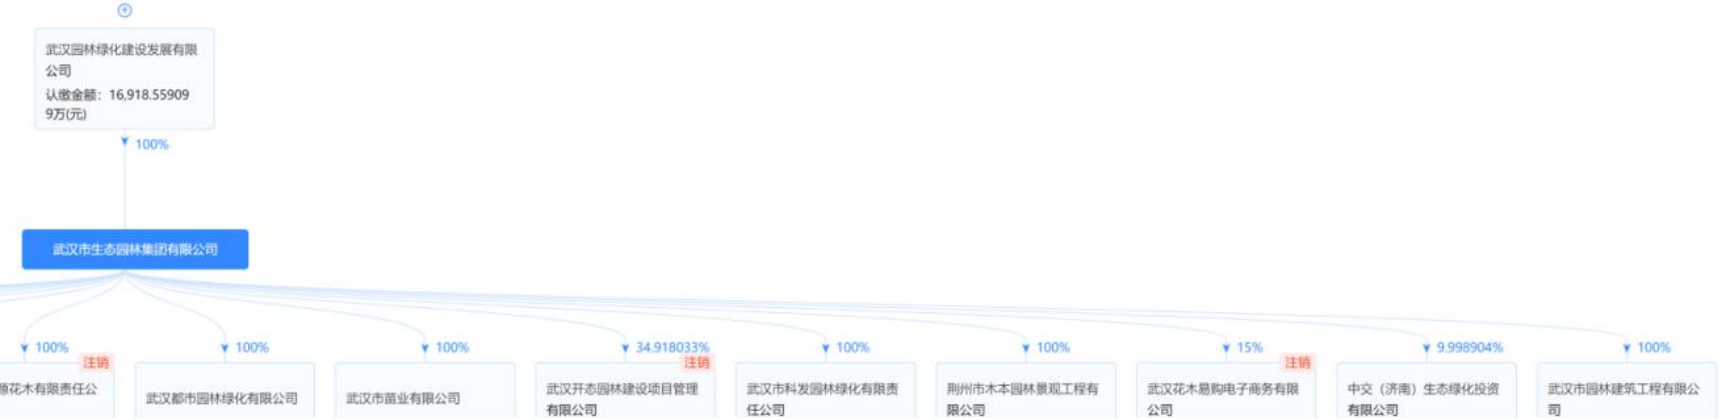 武汉园林绿化建设发展有限
公司
认缴金额：16,918.55909
9万(元)
100%
武汉市生态园林集团有限公司
100%
100%
100%
34.918033%
100%
100%
15%
9.998904%
100%
注销
注销
注销
花木有限责任公
武汉都市园林绿化有限公司
武汉市苗业有限公司
武汉开态园林建设项目管理
有限公司
武汉市科发园林绿化有限责
任公司
荆州市木本园林景观工程有
限公司
武汉花木易购电子商务有限
公司
中交（济南）生态绿化投资
有限公司
武汉市园林建筑工程有限公
司